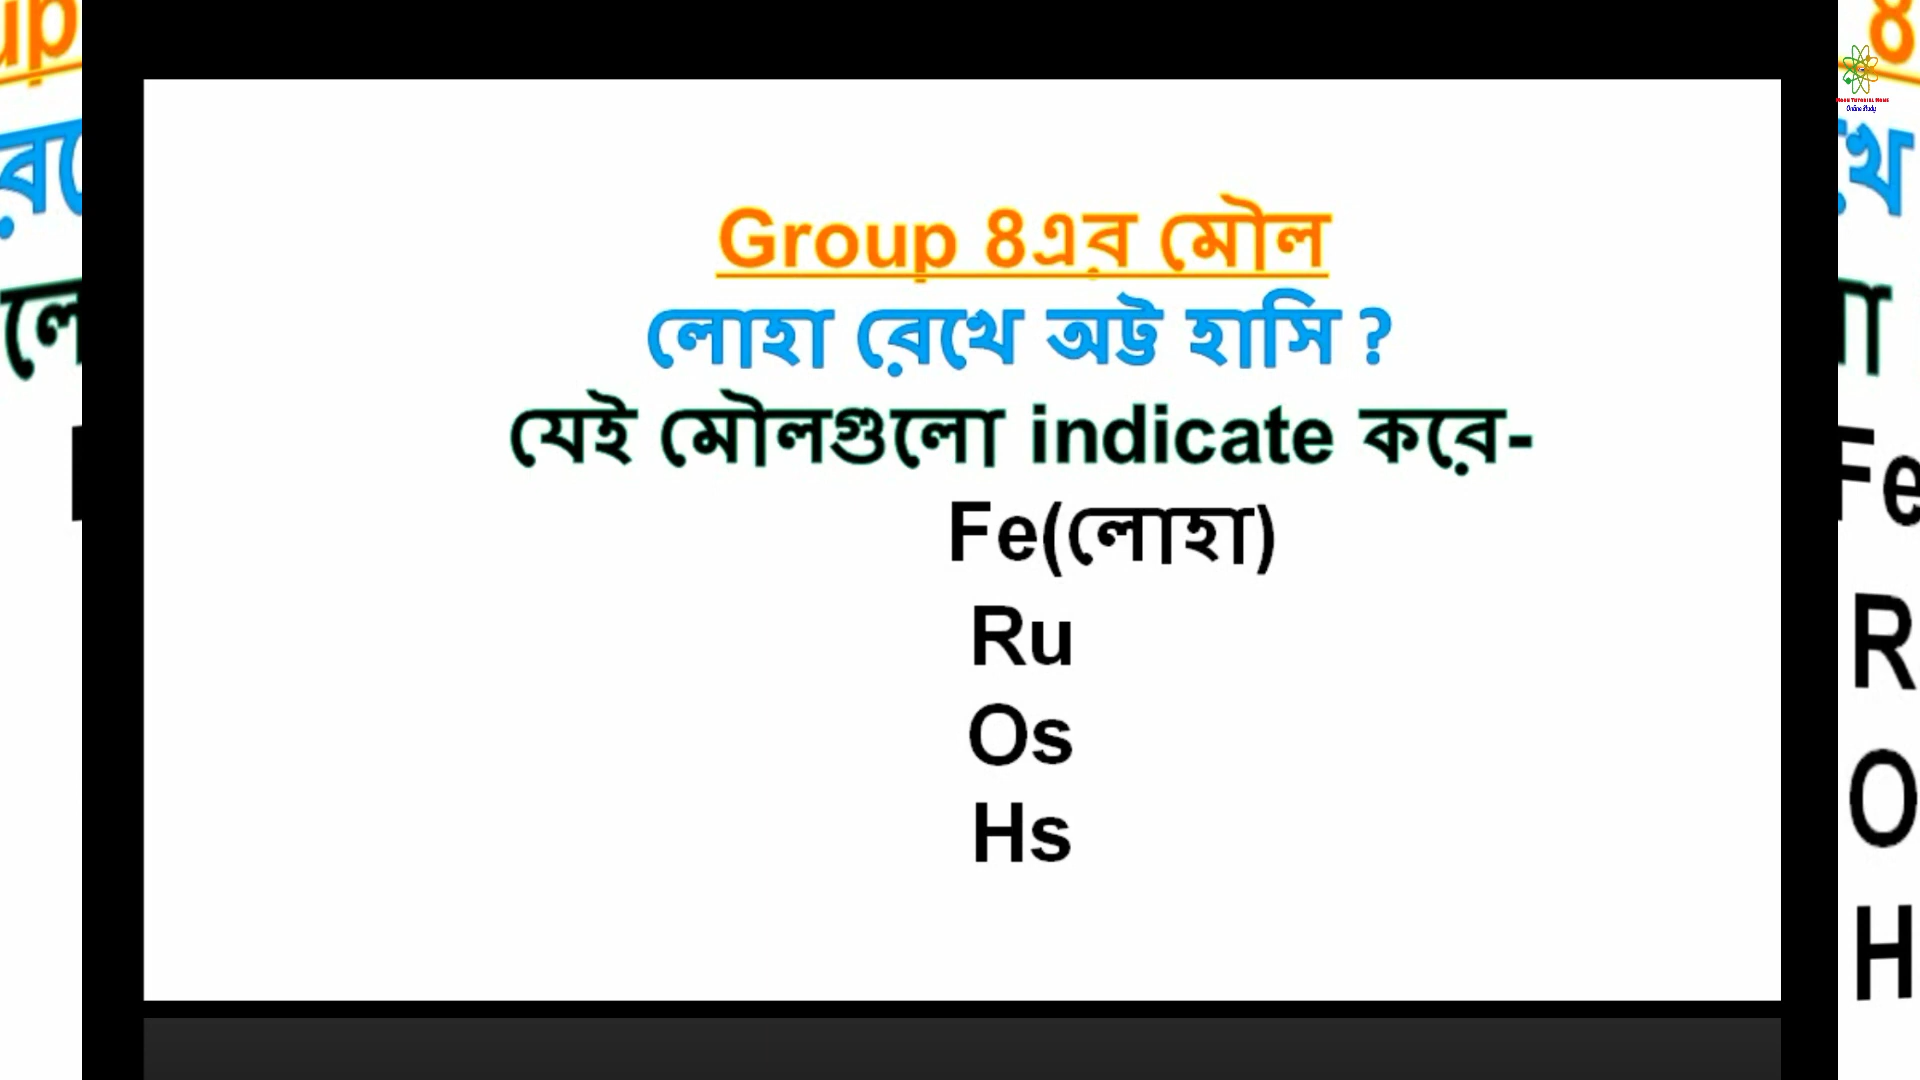 Group 8এর মৌল
লোহা রেখে অট্ট হাসি ?
যেই মৌলগুলো indicate করে-
Fe(লোহা)
Ru
Os
Hs